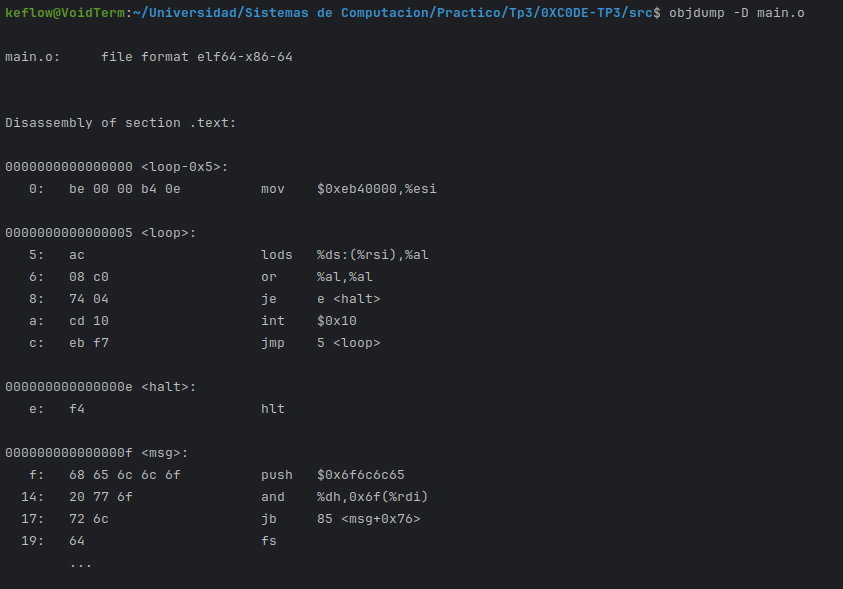 keflow@VoidTerm:~/Universidad/Sistemas de Computacion/Practico/Tp3/0XC0DE-TP3/src$ objdump -D main.o
main.o:     file format elf64-x86-64
Disassembly of section .text:
0000000000000000 <loop-0x5>:
   0:   be 00 00 b4 0e          mov    $0xeb40000,%esi
0000000000000005 <loop>:
   5:   ac                      lods   %ds:(%rsi),%al
   6:   08 c0                   or     %al,%al
   8:   74 04                   je     e <halt>
   a:   cd 10                   int    $0x10
   c:   eb f7                   jmp    5 <loop>
000000000000000e <halt>:
   e:   f4                      hlt
000000000000000f <msg>:
   f:   68 65 6c 6c 6f          push   $0x6f6c6c65
  14:   20 77 6f                and    %dh,0x6f(%rdi)
  17:   72 6c                   jb     85 <msg+0x76>
  19:   64                      fs
        ...